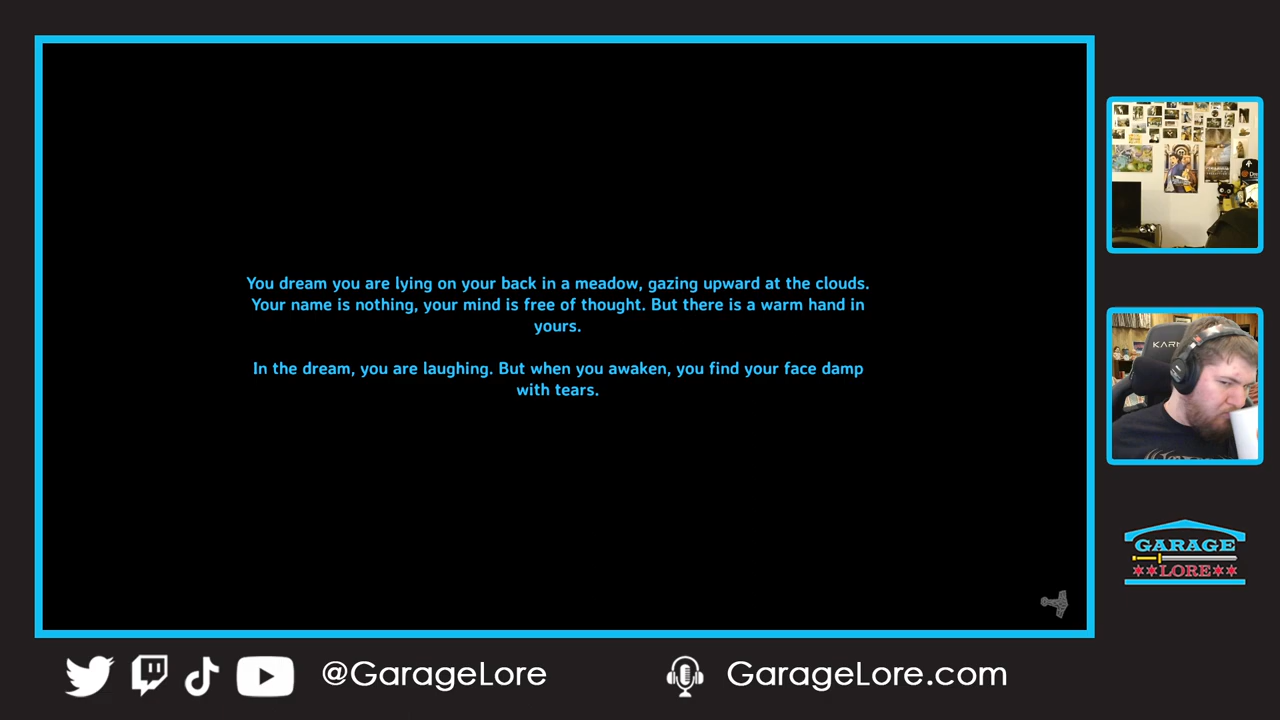 You dream you are lying on your back in a meadow, gazing upward at the clouds.
Your name is nothing, your mind is free of thought. But there is a warm hand in
yours.
In the dream, you are laughing. But when you awaken, you find your face damp
with tears.
KAR
GARAGE
**LORE**
@GarageLore
GarageLore.com